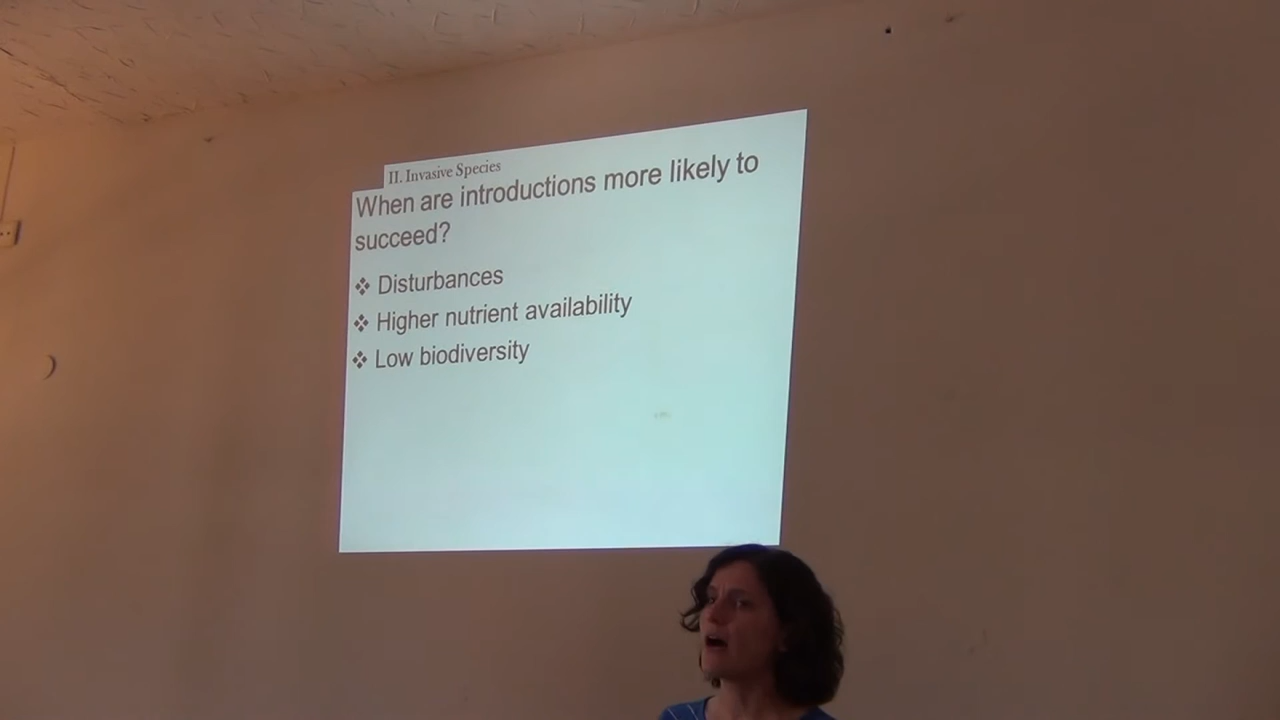 II. Invasive Species
When are introductions more likely to
succeed?
❖ Disturbances
❖ Higher nutrient availability
❖ Low biodiversity